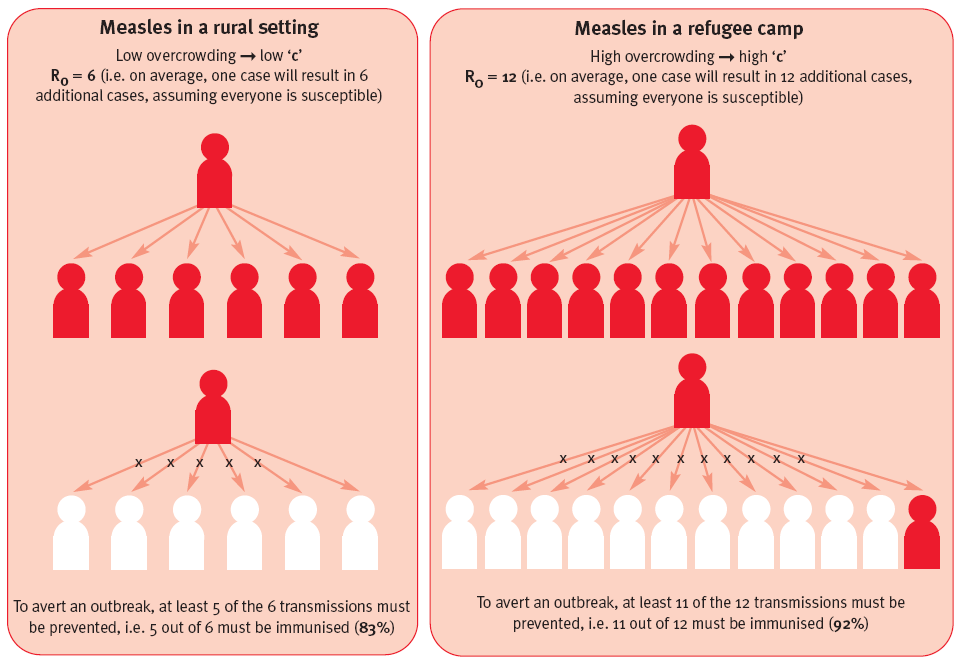 Measles in a rural setting
Low overcrowding → low ‘c’
R₀ = 6 (i.e. on average, one case will result in 6
additional cases, assuming everyone is susceptible)
x x x x x
To avert an outbreak, at least 5 of the 6 transmissions must
be prevented, i.e. 5 out of 6 must be immunised (83%)
Measles in a refugee camp
High overcrowding → high ‘c’
R₀ = 12 (i.e. on average, one case will result in 12 additional cases,
assuming everyone is susceptible)
x x x x x x x x x x x
To avert an outbreak, at least 11 of the 12 transmissions must be
prevented, i.e. 11 out of 12 must be immunised (92%)